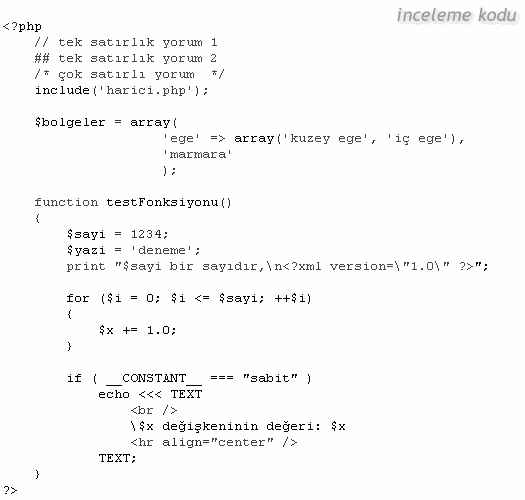 inceleme kodu
<?php
    // tek satırlık yorum 1
    ## tek satırlık yorum 2
    /* çok satırlı yorum  */
    include('harici.php');

    $bolgeler = array(
                    'ege' => array('kuzey ege', 'iç ege'),
                    'marmara'
                    );

    function testFonksiyonu()
    {
        $sayi = 1234;
        $yazi = 'deneme';
        print "$sayi bir sayıdır,\n<?xml version=\"1.0\" ?>";

        for ($i = 0; $i <= $sayi; ++$i)
        {
            $x += 1.0;
        }

        if ( __CONSTANT__ === "sabit" )
            echo <<< TEXT
                <br />
                \$x değişkeninin değeri: $x
                <hr align="center" />
            TEXT;
    }
?>